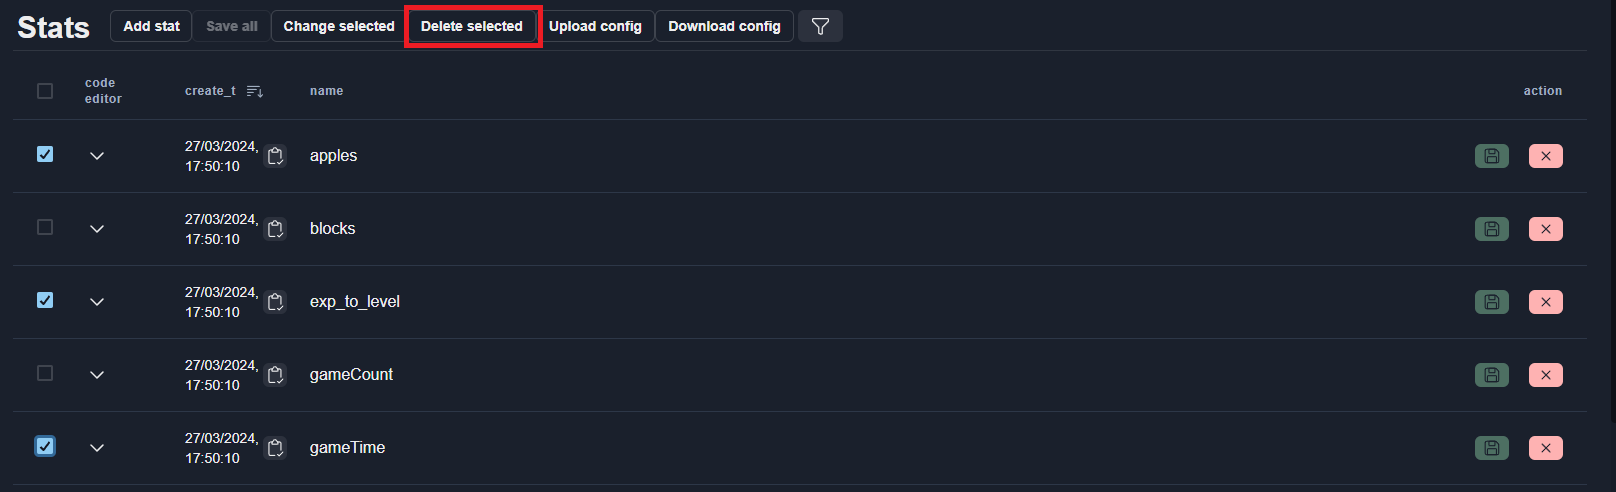 Stats Add stat Save all Change selected Delete selected Upload config Download config
code
editor
create_t name action
27/03/2024,
17:50:10
apples
27/03/2024,
17:50:10
blocks
27/03/2024,
17:50:10
exp_to_level
27/03/2024,
17:50:10
gameCount
27/03/2024,
17:50:10
gameTime